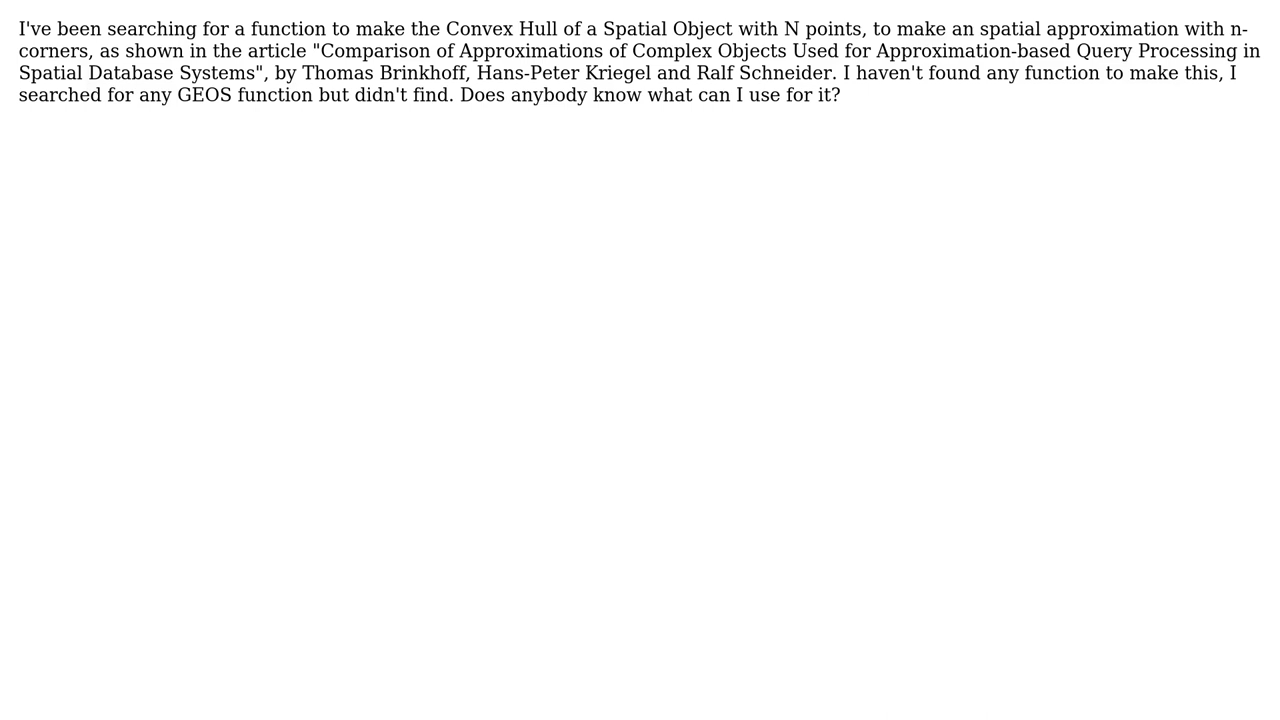 I've been searching for a function to make the Convex Hull of a Spatial Object with N points, to make an spatial approximation with n-
corners, as shown in the article "Comparison of Approximations of Complex Objects Used for Approximation-based Query Processing in
Spatial Database Systems", by Thomas Brinkhoff, Hans-Peter Kriegel and Ralf Schneider. I haven't found any function to make this, I
searched for any GEOS function but didn't find. Does anybody know what can I use for it?